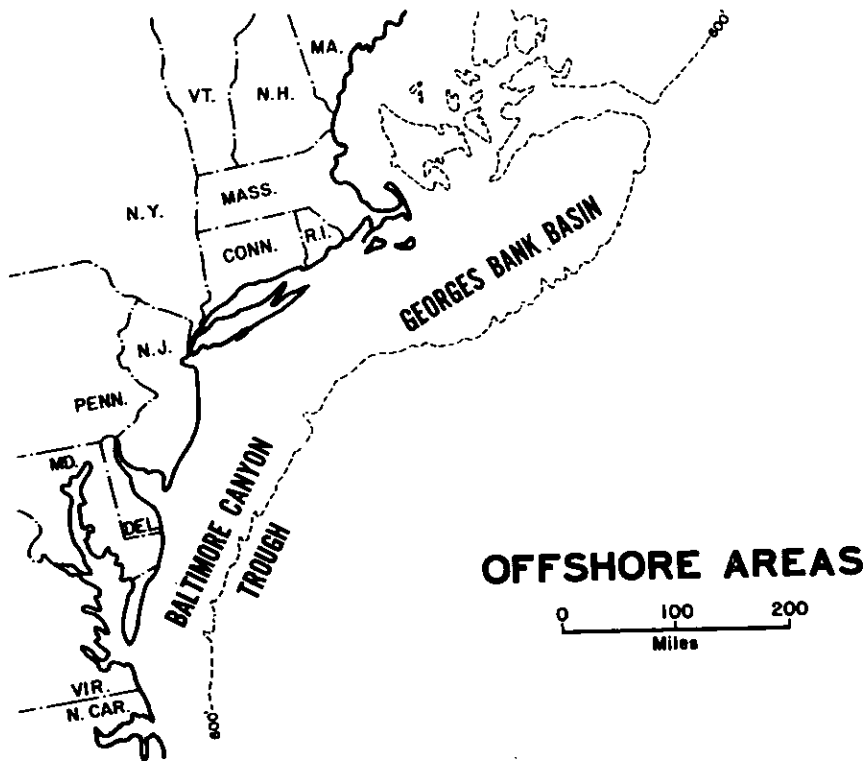 600'
MA.
VT.
N.H.
MASS.
N.Y.
CONN.
R.I.
GEORGES BANK BASIN
N.J.
PENN.
MD.
DEL.
BALTIMORE CANYON
TROUGH
OFFSHORE AREAS
0 100 200
Miles
VIR.
N. CAR.
600'